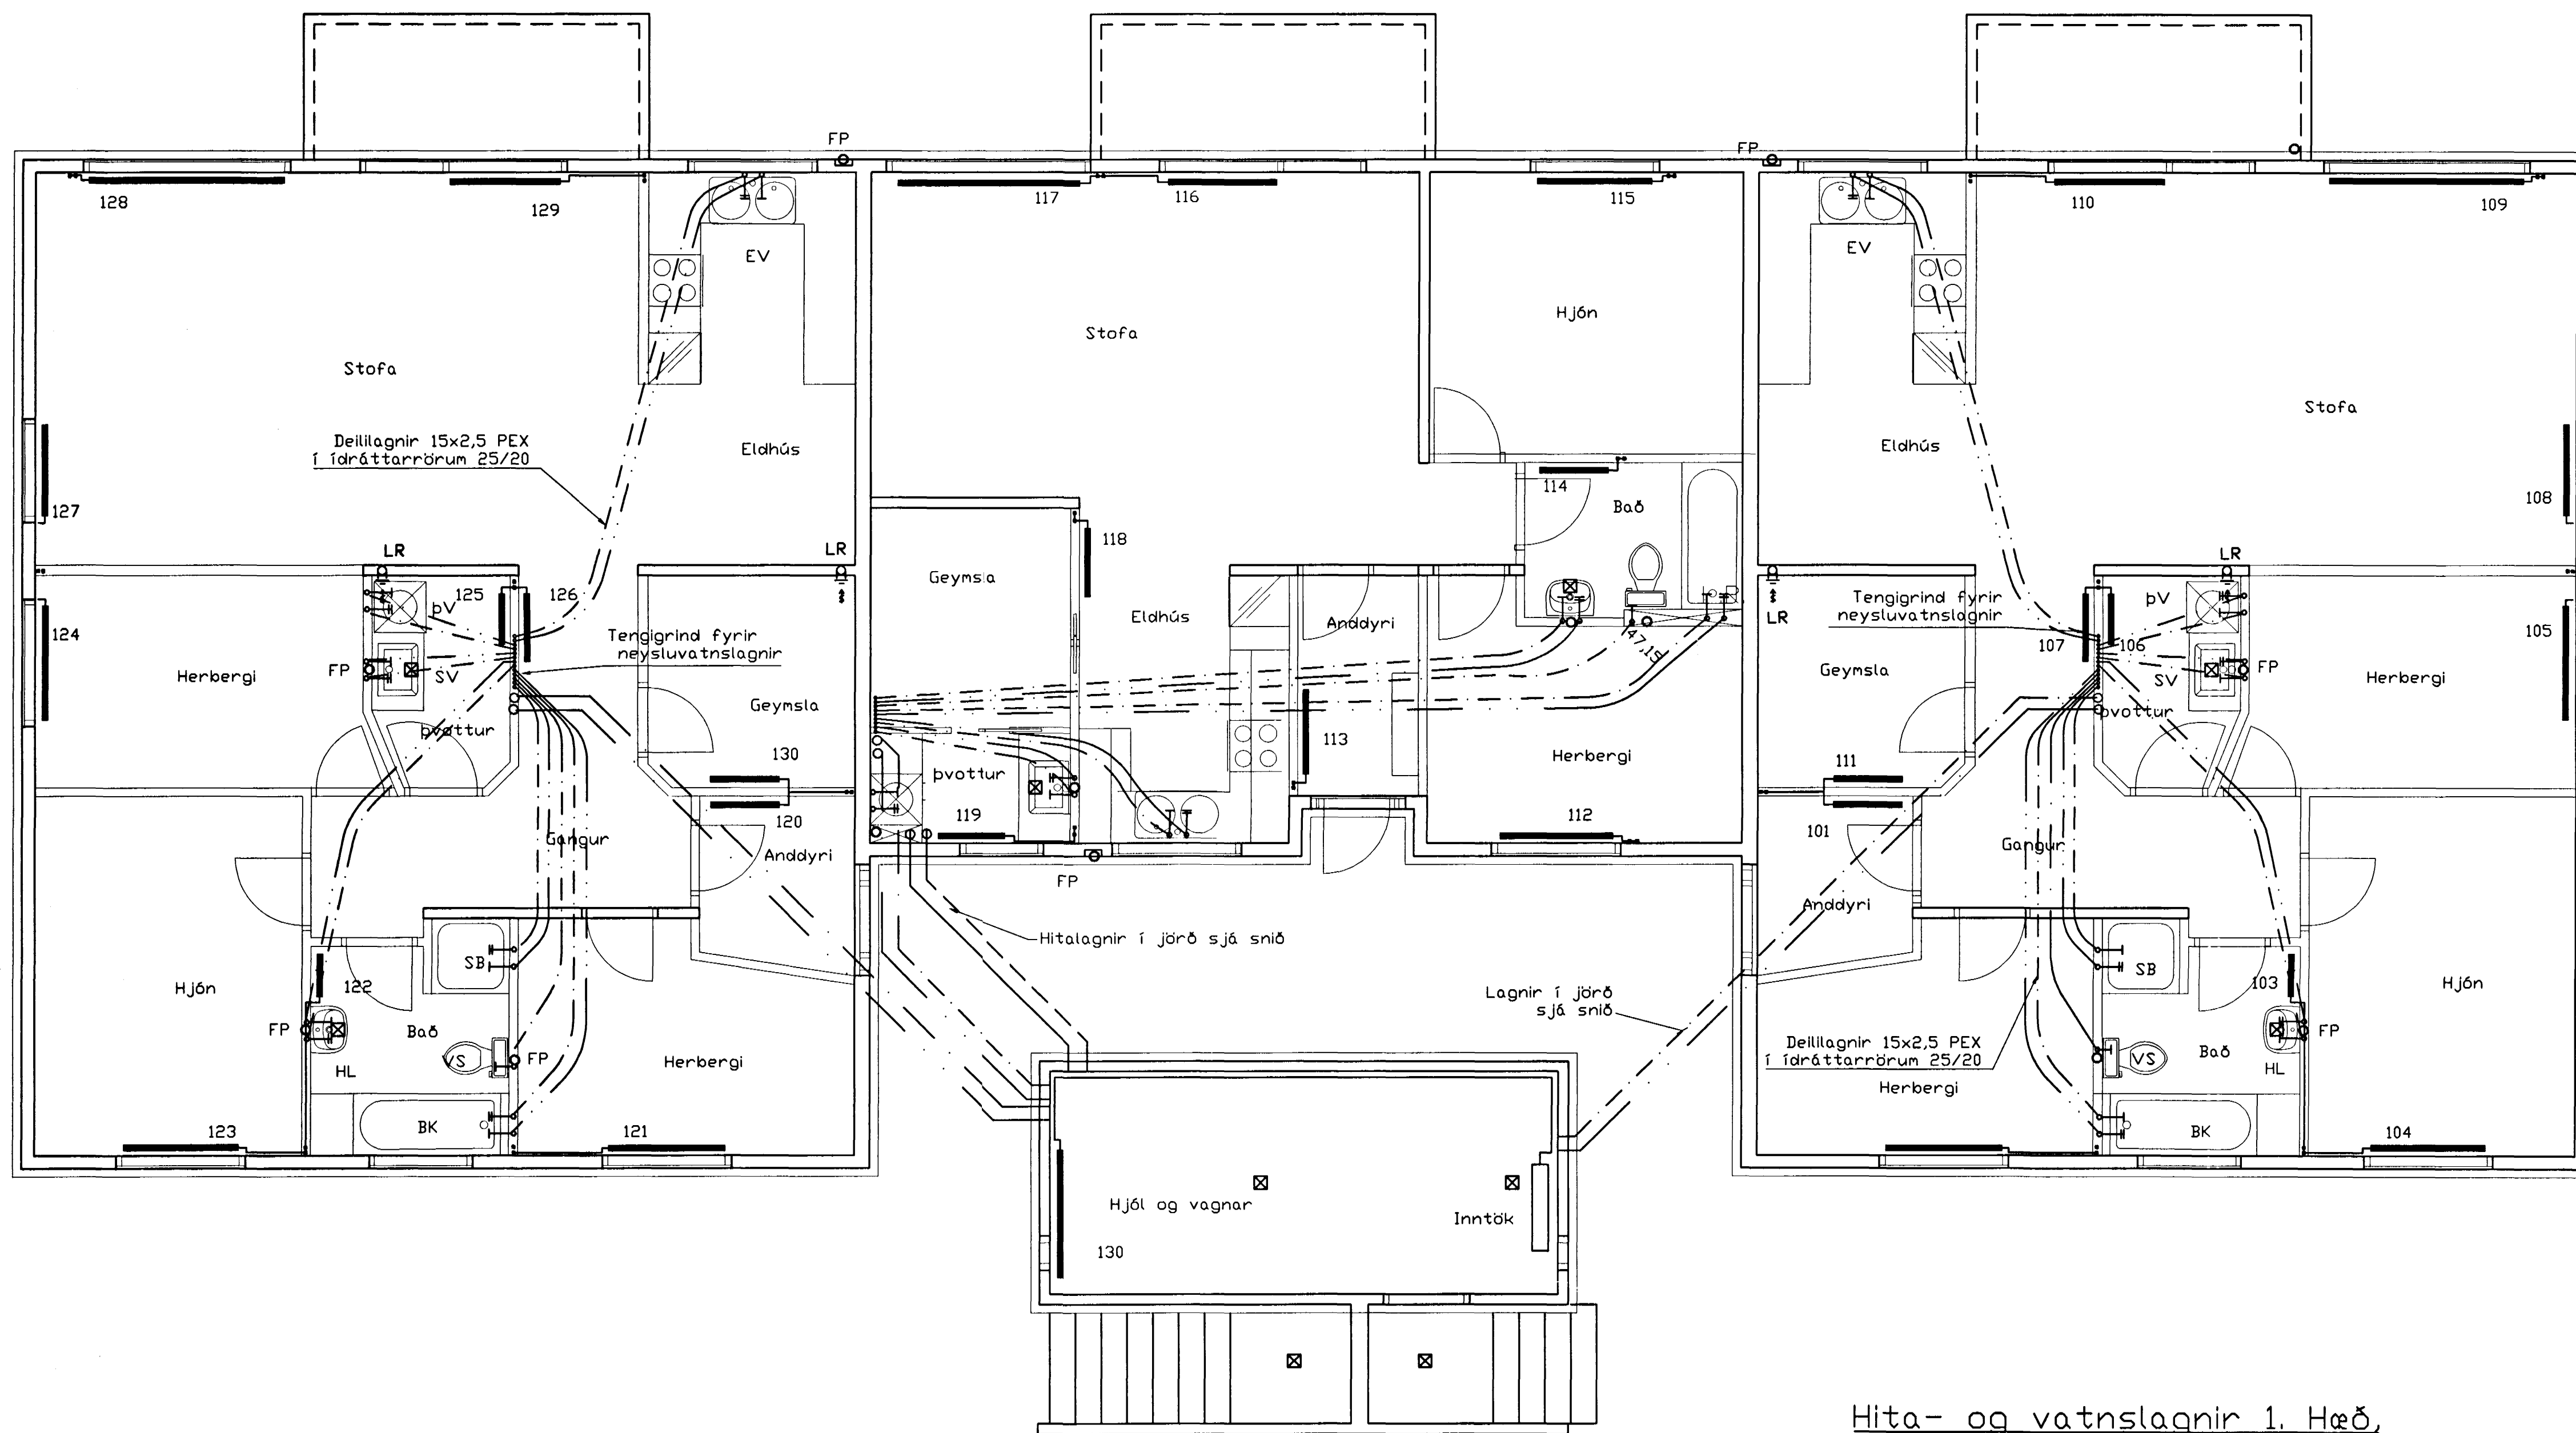 FP
FP
128
129
117
116
115
110
109
EV
EV
Hjón
Stofa
Stofa
Stofa
Deililagnir 15x2,5 PEX
í ídráttarrörum 25/20
Eldhús
Eldhús
127
114
Bað
108
118
LR
LR
LR
Geymsla
125
126
þV
124
Tengigrind fyrir
neysluvatnslagnir
Eldhús
Anddyri
LR
Tengigrind fyrir
neysluvatnslagnir
þV
105
107
106
Herbergi
FP
SV
Geymsla
SV
FP
Herbergi
Geymsla
þvottur
þvottur
130
113
Herbergi
111
þvottur
119
112
120
101
Gangur
Anddyri
Gangur
FP
Anddyri
Hitalagnir í jörð sjá snið
SB
SB
Hjón
122
Lagnir í jörð
sjá snið
103
Hjón
FP
Bað
VS
FP
HL
Herbergi
Deililagnir 15x2,5 PEX
í ídráttarrörum 25/20
Herbergi
VS
Bað
HL
FP
123
BK
121
BK
104
Hjól og vagnar
Inntök
130
Hita- og vatnslagnir 1. Hæð,